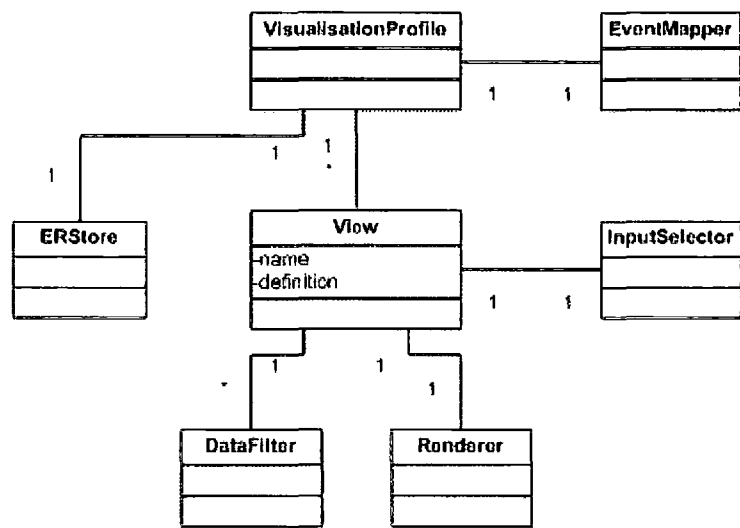 VisualisationProfile
EventMapper
1 1
1 1
*
1
ERStore
View
InputSelector
-name
-definition
1 1
* 1 1 1
DataFilter
Renderer